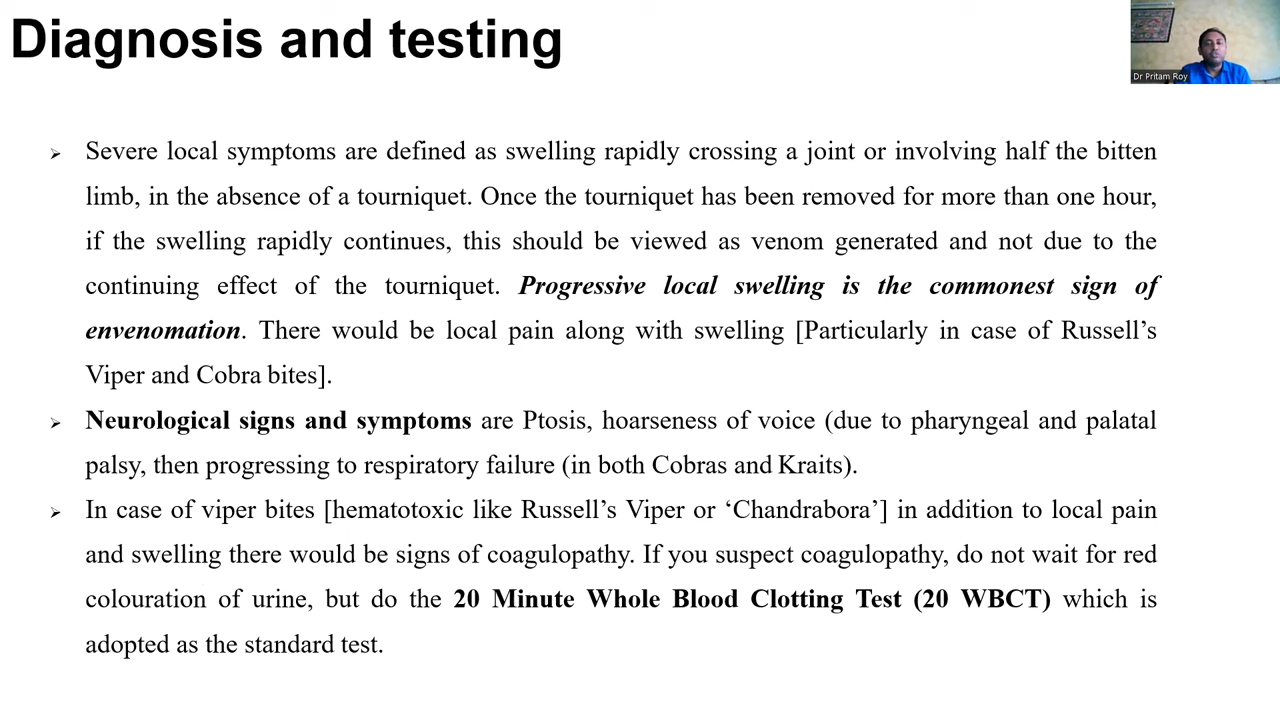 Diagnosis and testing
Dr Pritam Roy
➢ Severe local symptoms are defined as swelling rapidly crossing a joint or involving half the bitten
limb, in the absence of a tourniquet. Once the tourniquet has been removed for more than one hour,
if the swelling rapidly continues, this should be viewed as venom generated and not due to the
continuing effect of the tourniquet. Progressive local swelling is the commonest sign of
envenomation. There would be local pain along with swelling [Particularly in case of Russell’s
Viper and Cobra bites].
➢ Neurological signs and symptoms are Ptosis, hoarseness of voice (due to pharyngeal and palatal
palsy, then progressing to respiratory failure (in both Cobras and Kraits).
➢ In case of viper bites [hematotoxic like Russell’s Viper or ‘Chandrabora’] in addition to local pain
and swelling there would be signs of coagulopathy. If you suspect coagulopathy, do not wait for red
colouration of urine, but do the 20 Minute Whole Blood Clotting Test (20 WBCT) which is
adopted as the standard test.